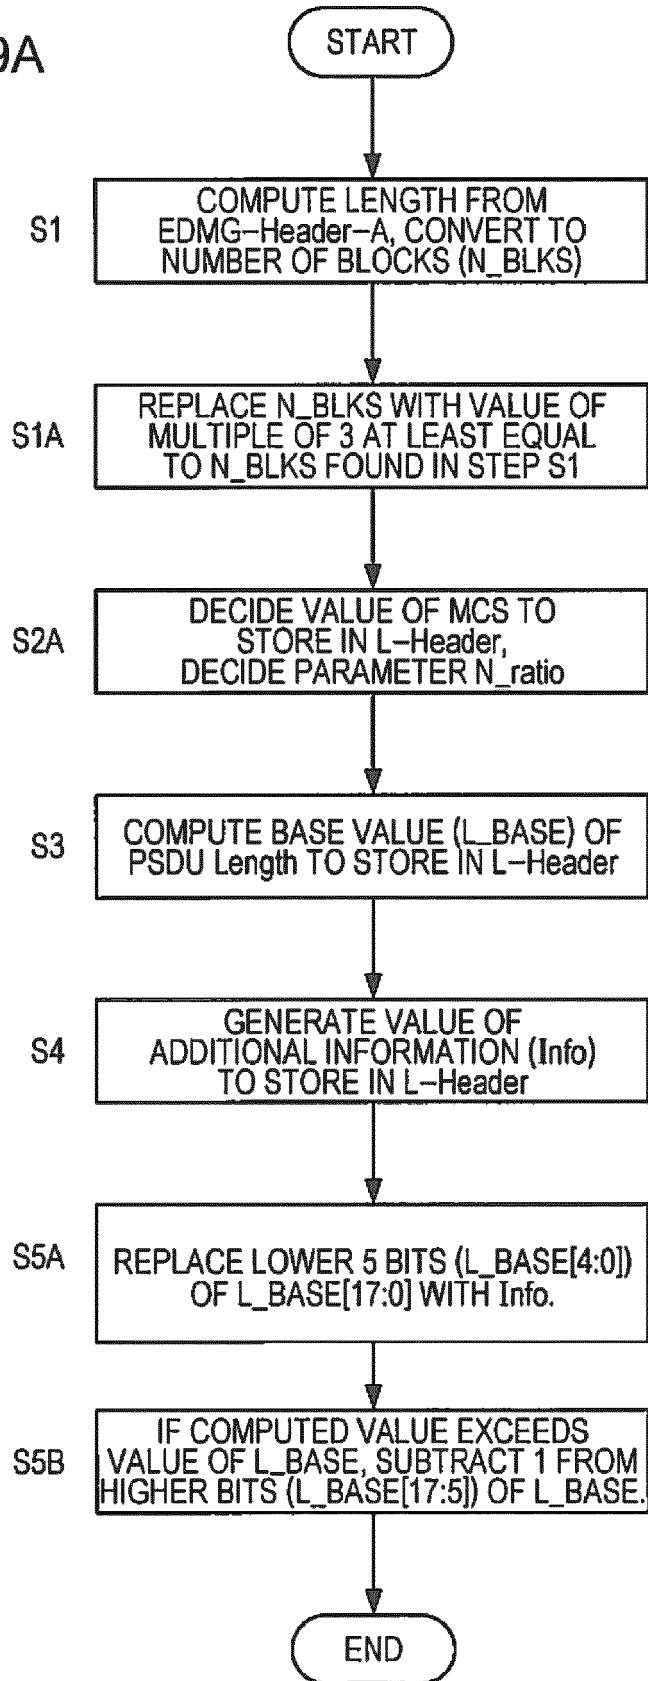 9A
START
S1
COMPUTE LENGTH FROM
EDMG-Header-A, CONVERT TO
NUMBER OF BLOCKS (N_BLKS)
S1A
REPLACE N_BLKS WITH VALUE OF
MULTIPLE OF 3 AT LEAST EQUAL
TO N_BLKS FOUND IN STEP S1
S2A
DECIDE VALUE OF MCS TO
STORE IN L-Header,
DECIDE PARAMETER N_ratio
S3
COMPUTE BASE VALUE (L_BASE) OF
PSDU Length TO STORE IN L-Header
S4
GENERATE VALUE OF
ADDITIONAL INFORMATION (Info)
TO STORE IN L-Header
S5A
REPLACE LOWER 5 BITS (L_BASE[4:0])
OF L_BASE[17:0] WITH Info.
S5B
IF COMPUTED VALUE EXCEEDS
VALUE OF L_BASE, SUBTRACT 1 FROM
HIGHER BITS (L_BASE[17:5]) OF L_BASE.
END